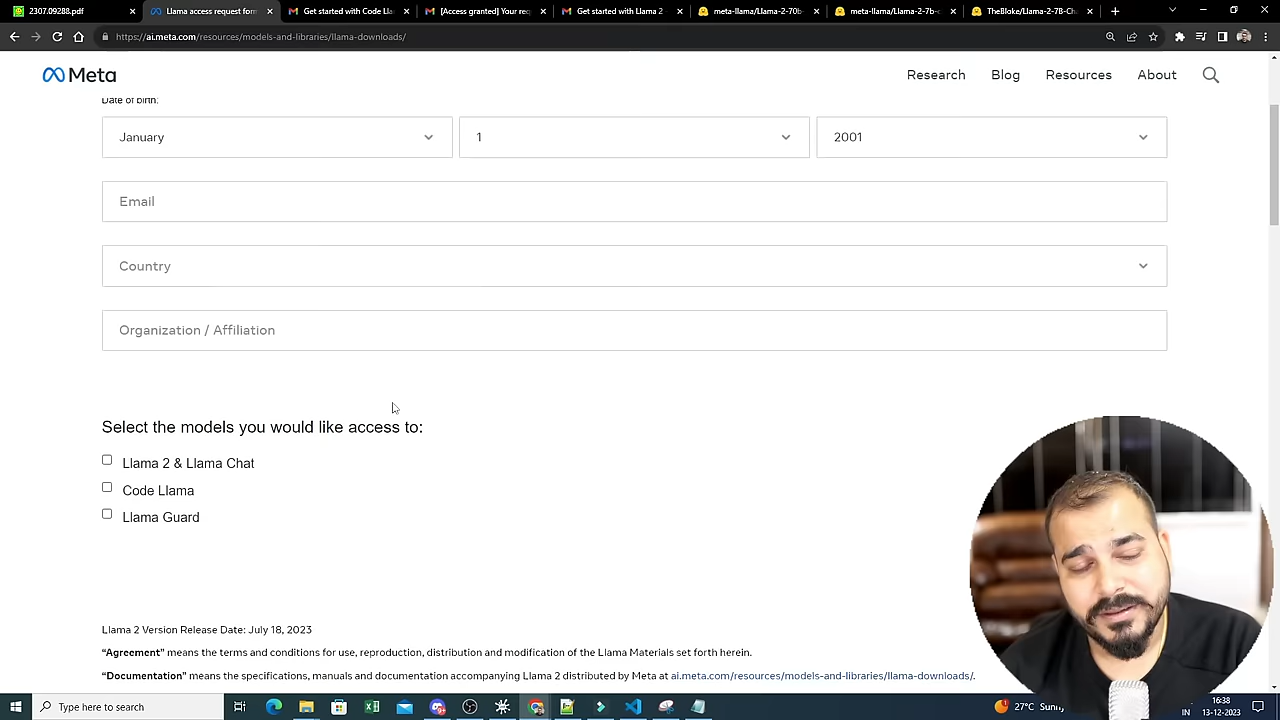 2307.09288.pdf
Llama access request form
Get started with Code Lla
[Access granted] Your req
Get started with Llama 2
meta-llama/Llama-2-70b
meta-llama/Llama-2-7b-c
TheBloke/Llama-2-7B-Ch
https://ai.meta.com/resources/models-and-libraries/llama-downloads/
Meta
Research
Blog
Resources
About
Date of birth:
January
1
2001
Email
Country
Organization / Affiliation
Select the models you would like access to:
Llama 2 & Llama Chat
Code Llama
Llama Guard
Llama 2 Version Release Date: July 18, 2023
“Agreement” means the terms and conditions for use, reproduction, distribution and modification of the Llama Materials set forth herein.
“Documentation” means the specifications, manuals and documentation accompanying Llama 2 distributed by Meta at ai.meta.com/resources/models-and-libraries/llama-downloads/.
Type here to search
27°C Sunny
IN
16:38
13-12-2023